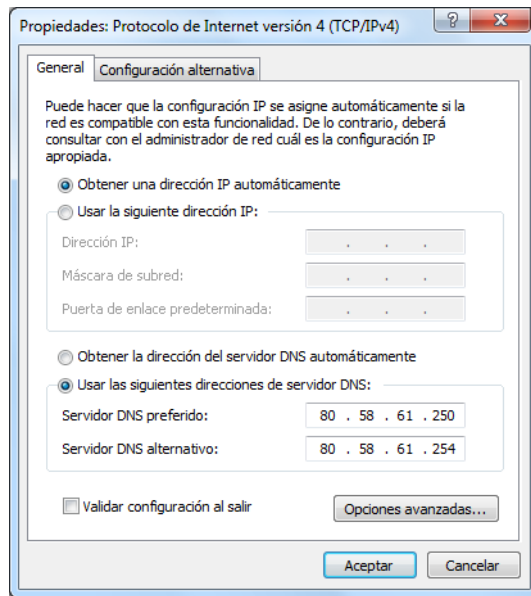 Propiedades: Protocolo de Internet versión 4 (TCP/IPv4)
General
Configuración alternativa
Puede hacer que la configuración IP se asigne automáticamente si la
red es compatible con esta funcionalidad. De lo contrario, deberá
consultar con el administrador de red cuál es la configuración IP
apropiada.
Obtener una dirección IP automáticamente
Usar la siguiente dirección IP:
Dirección IP:
. . .
Máscara de subred:
. . .
Puerta de enlace predeterminada:
. . .
Obtener la dirección del servidor DNS automáticamente
Usar las siguientes direcciones de servidor DNS:
Servidor DNS preferido:
80 . 58 . 61 . 250
Servidor DNS alternativo:
80 . 58 . 61 . 254
Validar configuración al salir
Opciones avanzadas...
Aceptar
Cancelar